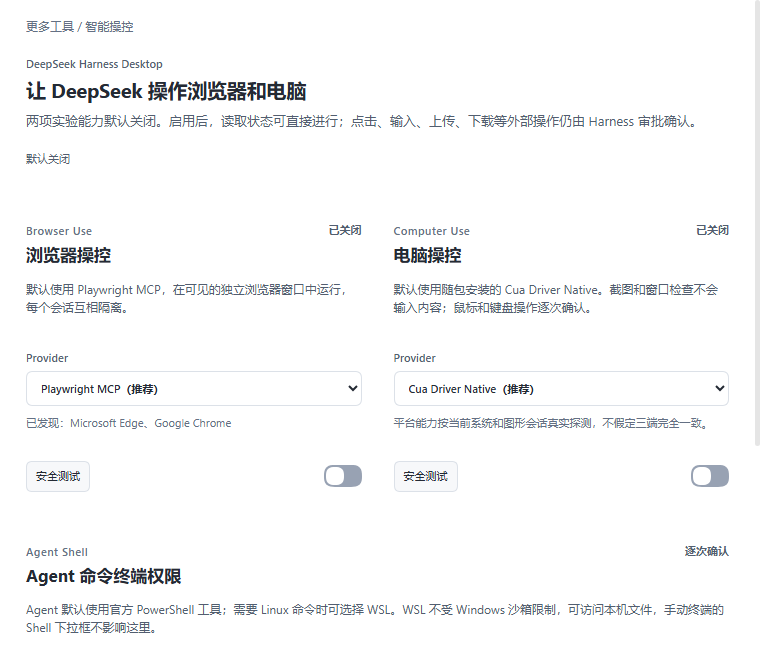 更多工具 / 智能操控
DeepSeek Harness Desktop
让 DeepSeek 操作浏览器和电脑
两项实验能力默认关闭。启用后，读取状态可直接进行；点击、输入、上传、下载等外部操作仍由 Harness 审批确认。
默认关闭
Browser Use
已关闭
浏览器操控
默认使用 Playwright MCP，在可见的独立浏览器窗口中运行，
每个会话互相隔离。
Provider
Playwright MCP（推荐）
已发现：Microsoft Edge、Google Chrome
安全测试
Computer Use
已关闭
电脑操控
默认使用随包安装的 Cua Driver Native。截图和窗口检查不会
输入内容；鼠标和键盘操作逐次确认。
Provider
Cua Driver Native（推荐）
平台能力按当前系统和图形会话真实探测，不假定三端完全一致。
安全测试
Agent Shell
逐次确认
Agent 命令终端权限
Agent 默认使用官方 PowerShell 工具；需要 Linux 命令时可选择 WSL。WSL 不受 Windows 沙箱限制，可访问本机文件，手动终端的
Shell 下拉框不影响这里。